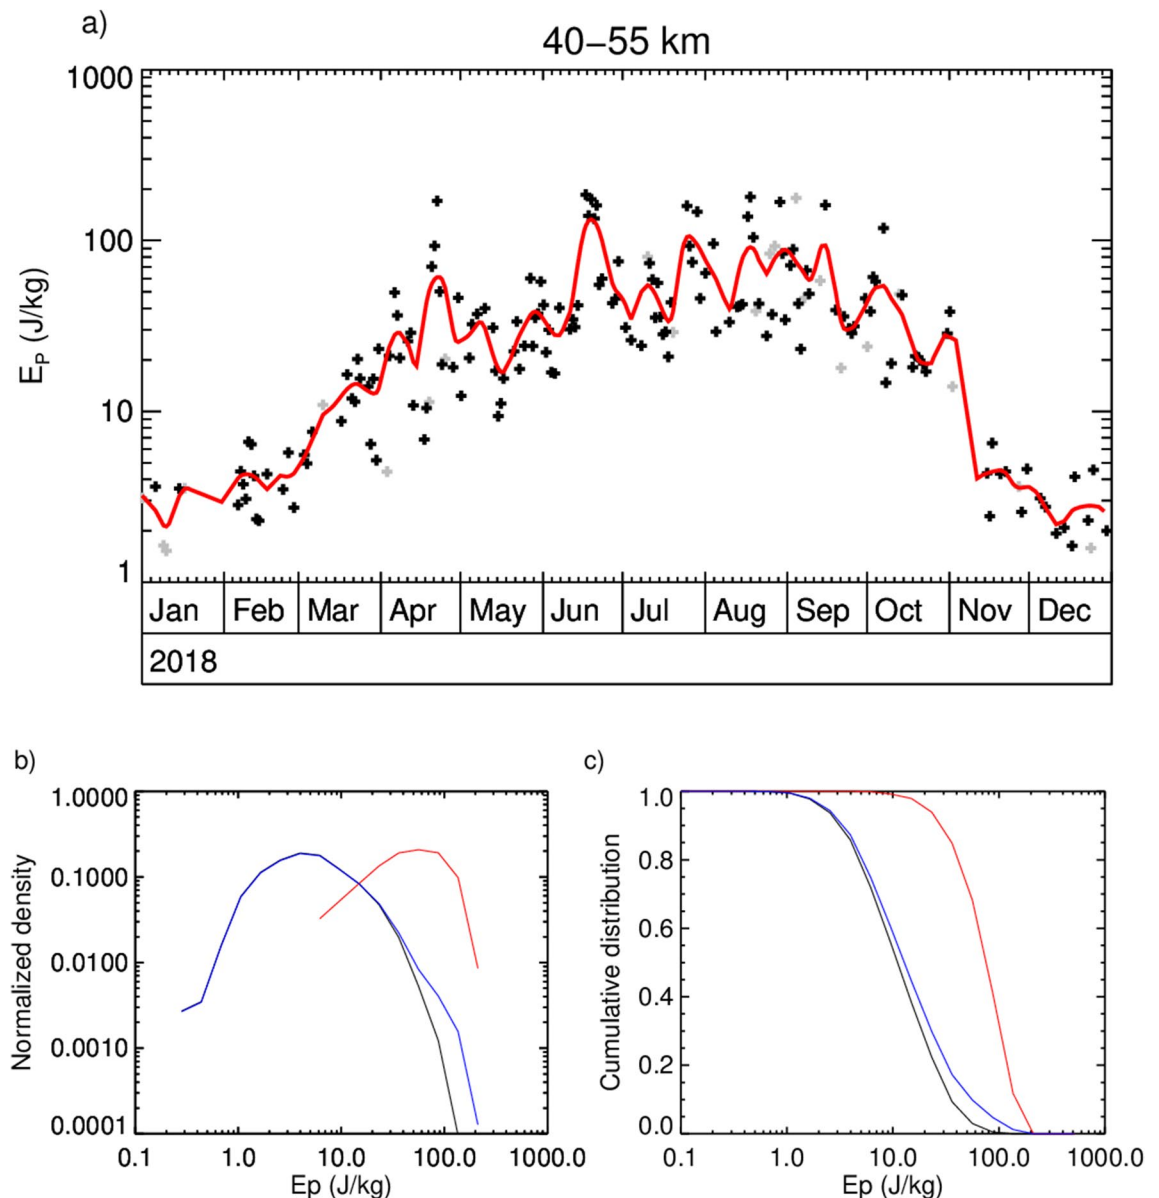 a)
40–55 km
1000
100
10
1
E_P (J/kg)
Jan Feb Mar Apr May Jun Jul Aug Sep Oct Nov Dec
2018
b)
1.0000
0.1000
0.0100
0.0010
0.0001
Normalized density
0.1 1.0 10.0 100.0 1000.0
Ep (J/kg)
c)
1.0
0.8
0.6
0.4
0.2
0.0
Cumulative distribution
0.1 1.0 10.0 100.0 1000.0
Ep (J/kg)